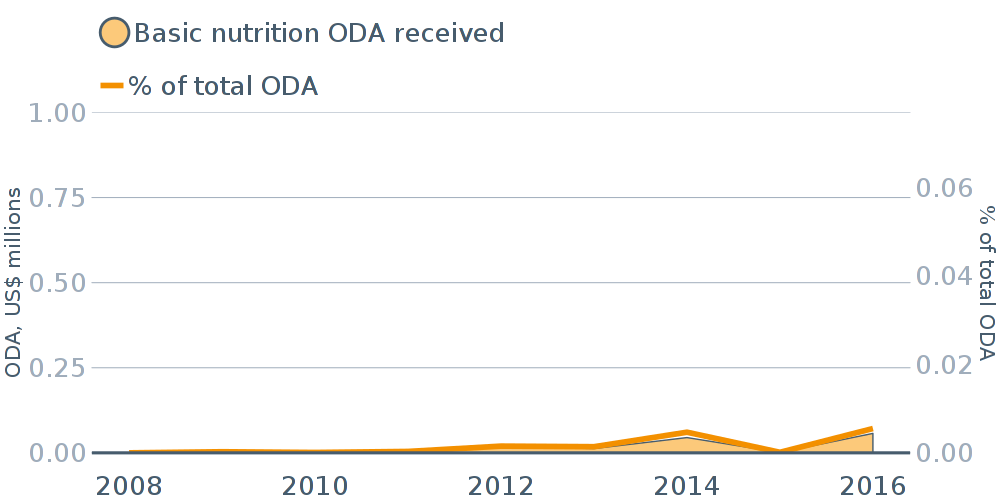 Basic nutrition ODA received
% of total ODA
1.00
0.75
0.50
0.25
0.00
ODA, US$ millions
0.06
0.04
0.02
0.00
% of total ODA
2008 2010 2012 2014 2016